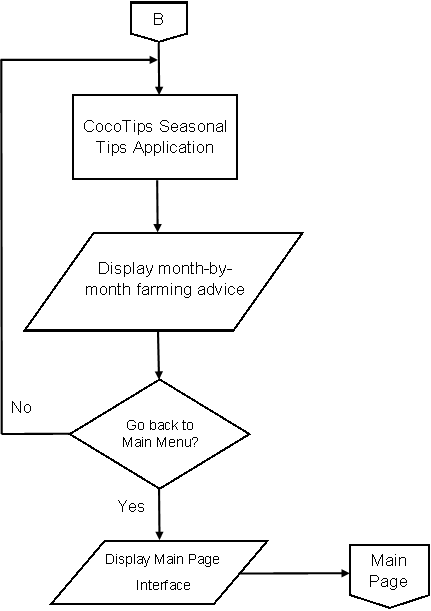 B
CocoTips Seasonal
Tips Application
Display month-by-
month farming advice
Go back to
Main Menu?
No
Yes
Display Main Page
Interface
Main
Page